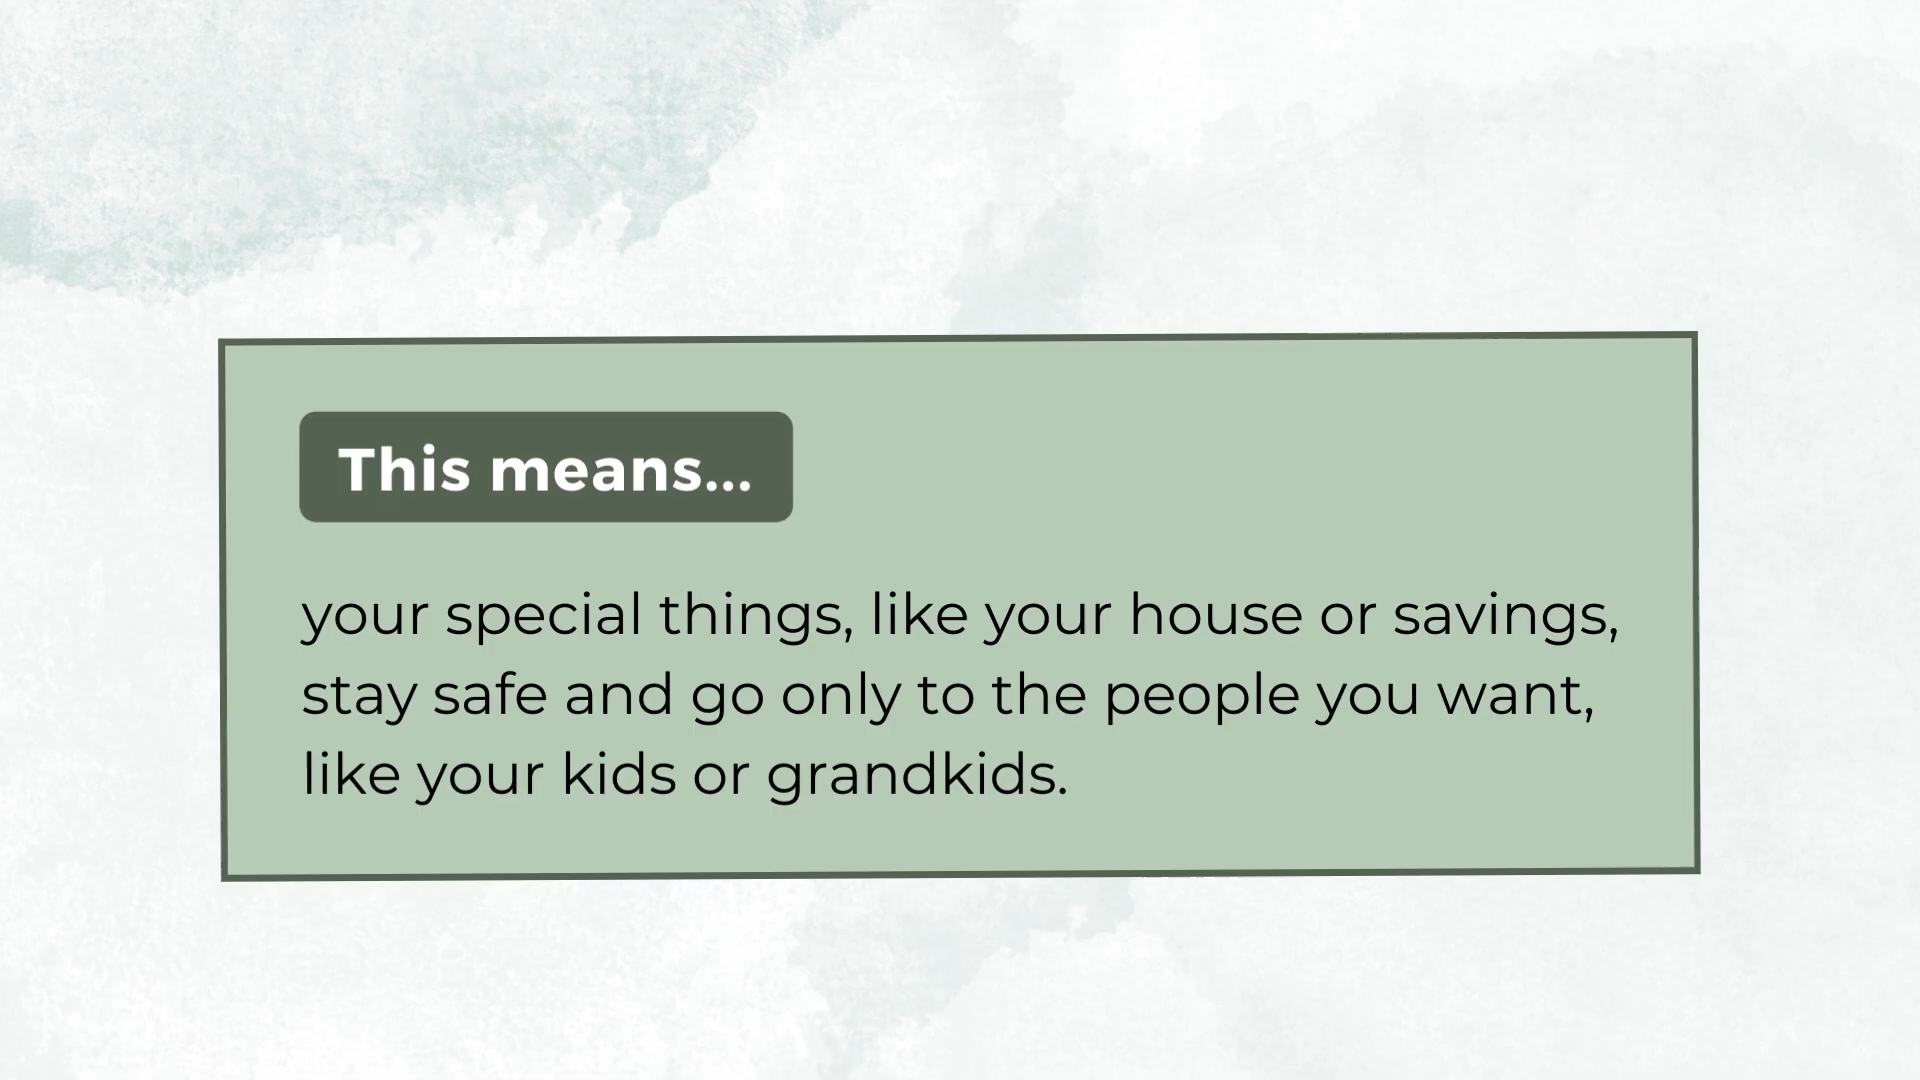 This means...
your special things, like your house or savings,
stay safe and go only to the people you want,
like your kids or grandkids.